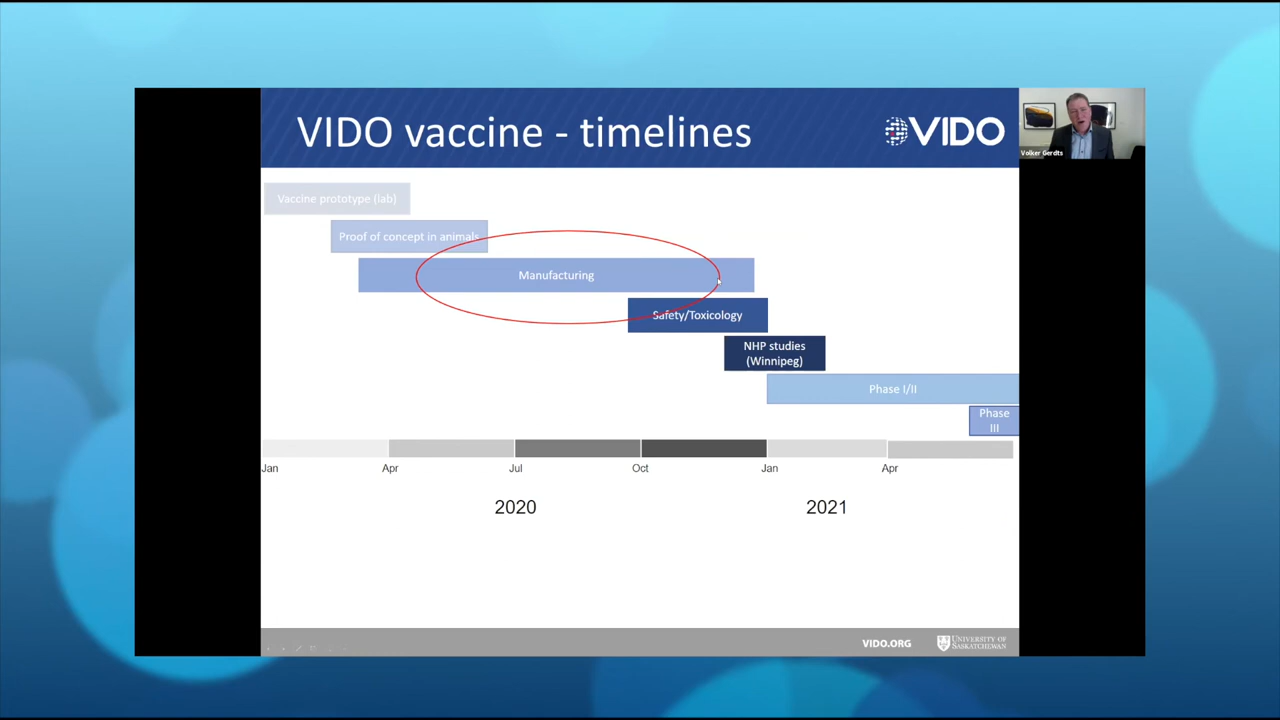 VIDO vaccine - timelines
VIDO
Volker Gerdts
Vaccine prototype (lab)
Proof of concept in animals
Manufacturing
Safety/Toxicology
NHP studies
(Winnipeg)
Phase I/II
Phase
III
Jan
Apr
Jul
Oct
Jan
Apr
2020
2021
VIDO.ORG
UNIVERSITY OF
SASKATCHEWAN